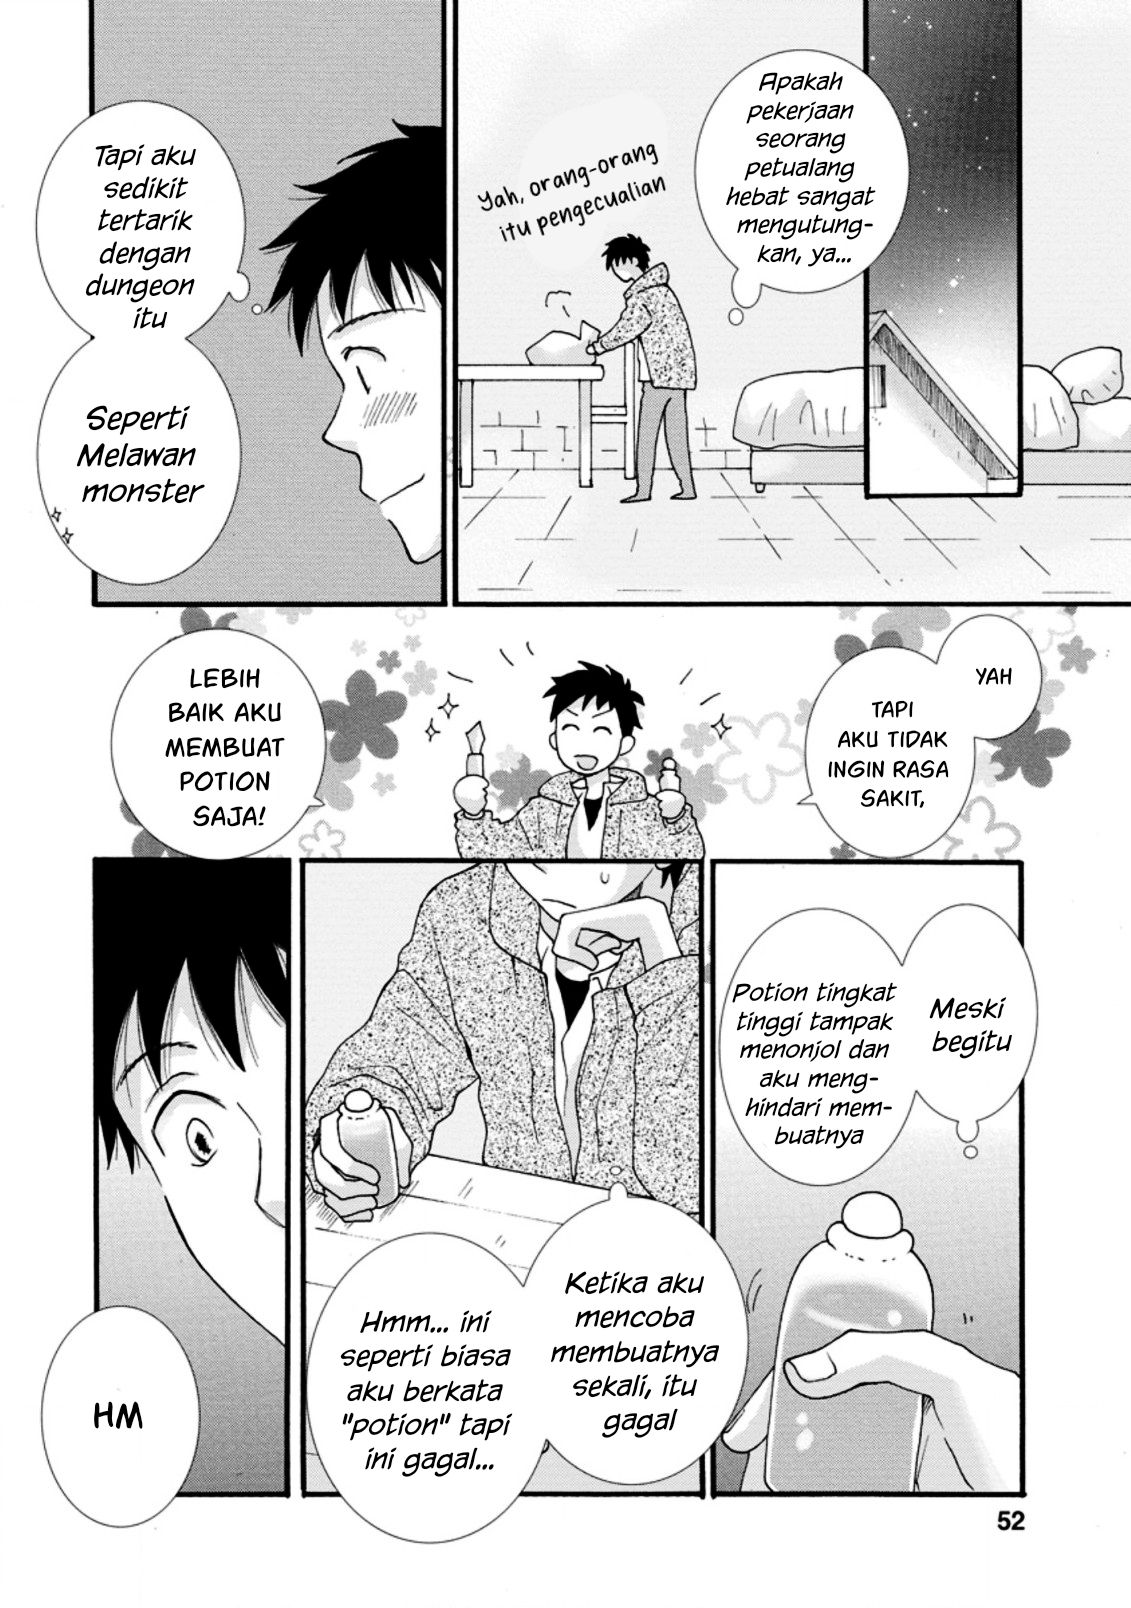 Apakah
pekerjaan
seorang
petualang
hebat sangat
mengutung-
kan, ya...
Yah, orang-orang
itu pengecualian
Tapi aku
sedikit
tertarik
dengan
dungeon
itu
Seperti
Melawan
monster
YAH
TAPI
AKU TIDAK
INGIN RASA
SAKIT,
LEBIH
BAIK AKU
MEMBUAT
POTION
SAJA!
Meski
begitu
Potion tingkat
tinggi tampak
menonjol dan
aku meng-
hindari mem-
buatnya
Ketika aku
mencoba
membuatnya
sekali, itu
gagal
Hmm... ini
seperti biasa
aku berkata
"potion" tapi
ini gagal...
HM
52